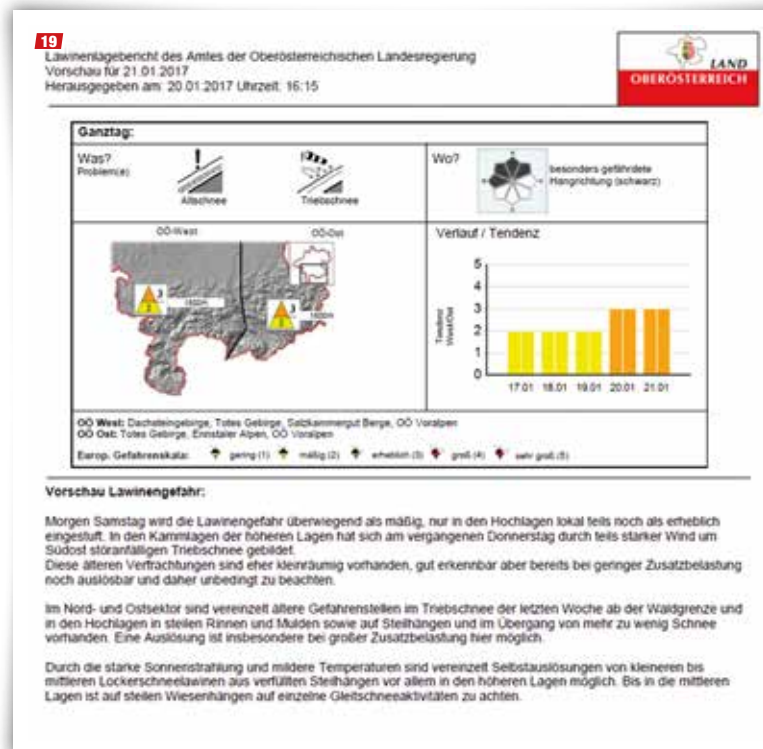 19
Lawinenlagebericht des Amtes der Oberösterreichischen Landesregierung
Vorschau für 21.01.2017
Herausgegeben am: 20.01.2017 Uhrzeit: 16:15
LAND
OBERÖSTERREICH
Ganztag:
Was?
Problem(e)
Altschnee
Triebschnee
Wo?
besonders gefährdete
Hangrichtung (schwarz)
OÖ-West
OÖ-Ost
3
2
3
Verlauf / Tendenz
Tendenz
West/Ost
5
4
3
2
1
0
17.01 18.01 19.01 20.01 21.01
OÖ West: Dachsteingebirge, Totes Gebirge, Salzkammergut Berge, OÖ Voralpen
OÖ Ost: Totes Gebirge, Ennstaler Alpen, OÖ Voralpen
Europ. Gefahrenskala: gering (1) mäßig (2) erheblich (3) groß (4) sehr groß (5)
Vorschau Lawinengefahr:
Morgen Samstag wird die Lawinengefahr überwiegend als mäßig, nur in den Hochlagen lokal teils noch als erheblich
eingestuft. In den Kammlagen der höheren Lagen hat sich am vergangenen Donnerstag durch teils starker Wind um
Südost störanfälligen Triebschnee gebildet.
Diese älteren Verfrachtungen sind eher kleinräumig vorhanden, gut erkennbar aber bereits bei geringer Zusatzbelastung
noch auslösbar und daher unbedingt zu beachten.
Im Nord- und Ostsektor sind vereinzelt ältere Gefahrenstellen im Triebschnee der letzten Woche ab der Waldgrenze und
in den Hochlagen in steilen Rinnen und Mulden sowie auf Steilhängen und im Übergang von mehr zu wenig Schnee
vorhanden. Eine Auslösung ist insbesondere bei großer Zusatzbelastung hier möglich.
Durch die starke Sonnenstrahlung und mildere Temperaturen sind vereinzelt Selbstauslösungen von kleineren bis
mittleren Lockerschneelawinen aus verfüllten Steilhängen vor allem in den höheren Lagen möglich. Bis in die mittleren
Lagen ist auf steilen Wiesenhängen auf einzelne Gleitschneeaktivitäten zu achten.